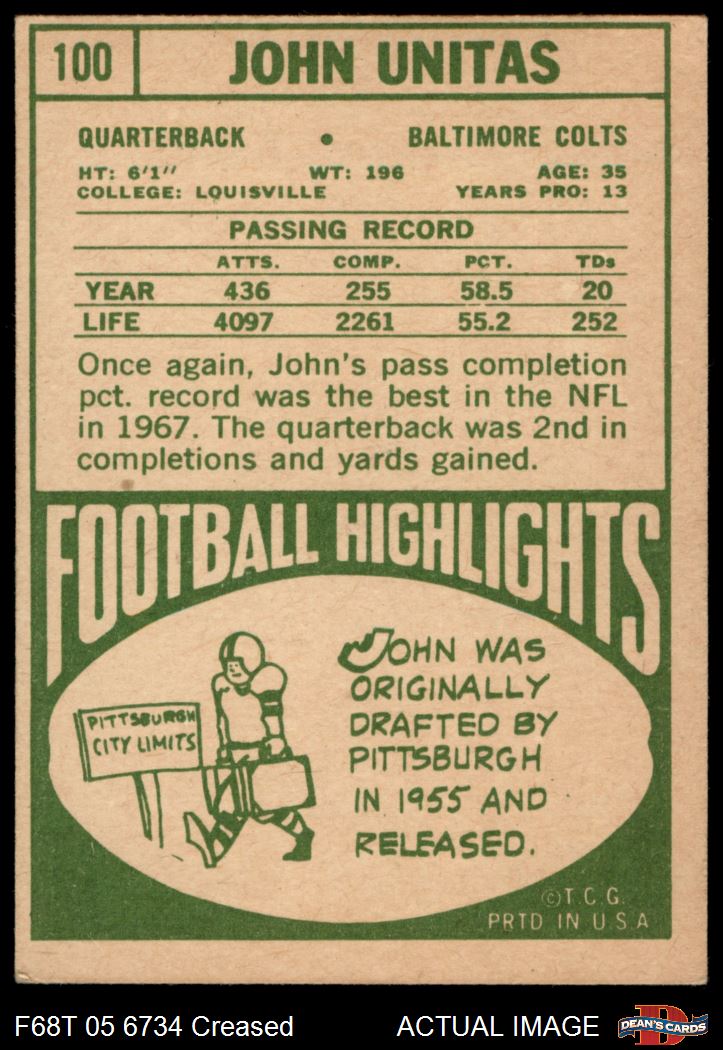 100 JOHN UNITAS
QUARTERBACK • BALTIMORE COLTS
HT: 6'1" WT: 196 AGE: 35
COLLEGE: LOUISVILLE YEARS PRO: 13
PASSING RECORD
ATTS. COMP. PCT. TDs
YEAR 436 255 58.5 20
LIFE 4097 2261 55.2 252
Once again, John's pass completion
pct. record was the best in the NFL
in 1967. The quarterback was 2nd in
completions and yards gained.
FOOTBALL HIGHLIGHTS
PITTSBURGH
CITY LIMITS
JOHN WAS
ORIGINALLY
DRAFTED BY
PITTSBURGH
IN 1955 AND
RELEASED.
©T.C.G.
PRTD IN U.S.A
F68T 05 6734 Creased ACTUAL IMAGE
D
DEAN'S CARDS